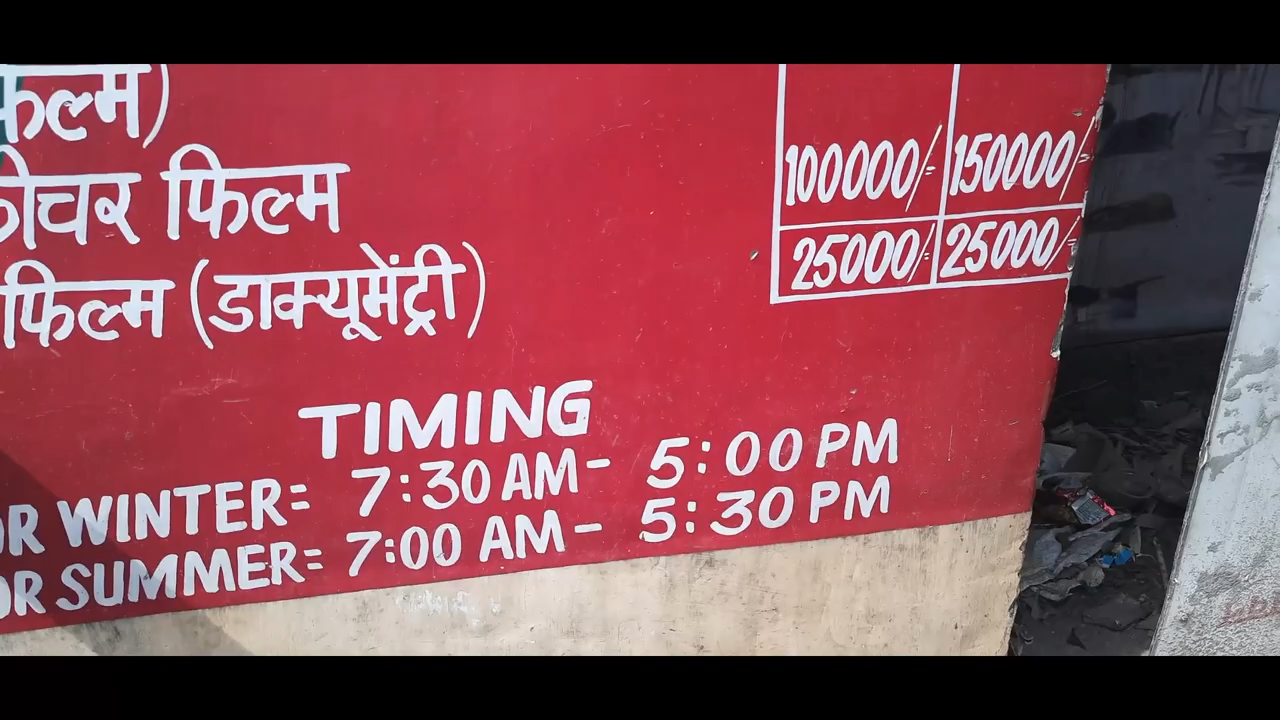 फिल्म)
फीचर फिल्म 100000/- 150000/-
फिल्म (डाक्यूमेंट्री) 25000/= 25000/=
TIMING
OR WINTER= 7:30 AM- 5:00 PM
OR SUMMER= 7:00 AM- 5:30 PM